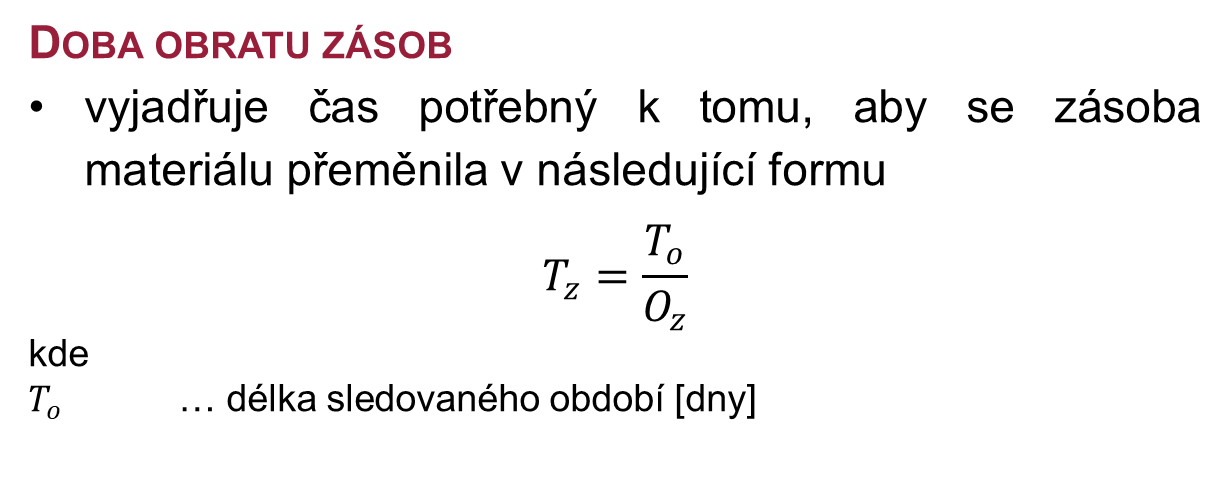 DOBA OBRATU ZÁSOB
• vyjadřuje čas potřebný k tomu, aby se zásoba
materiálu přeměnila v následující formu
T_z = T_o / O_z
kde
T_o … délka sledovaného období [dny]